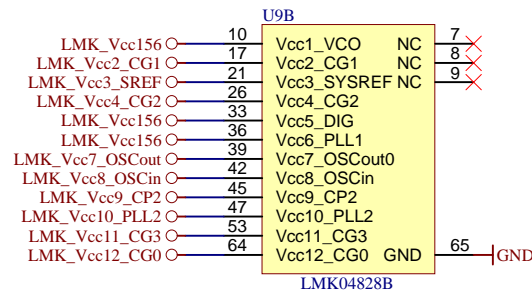 U9B
LMK_Vcc156 10 Vcc1_VCO NC 7
LMK_Vcc2_CG1 17 Vcc2_CG1 NC 8
LMK_Vcc3_SREF 21 Vcc3_SYSREF NC 9
LMK_Vcc4_CG2 26 Vcc4_CG2
LMK_Vcc156 33 Vcc5_DIG
LMK_Vcc156 36 Vcc6_PLL1
LMK_Vcc7_OSCout 39 Vcc7_OSCout0
LMK_Vcc8_OSCin 42 Vcc8_OSCin
LMK_Vcc9_CP2 45 Vcc9_CP2
LMK_Vcc10_PLL2 47 Vcc10_PLL2
LMK_Vcc11_CG3 53 Vcc11_CG3
LMK_Vcc12_CG0 64 Vcc12_CG0 GND 65 GND
LMK04828B